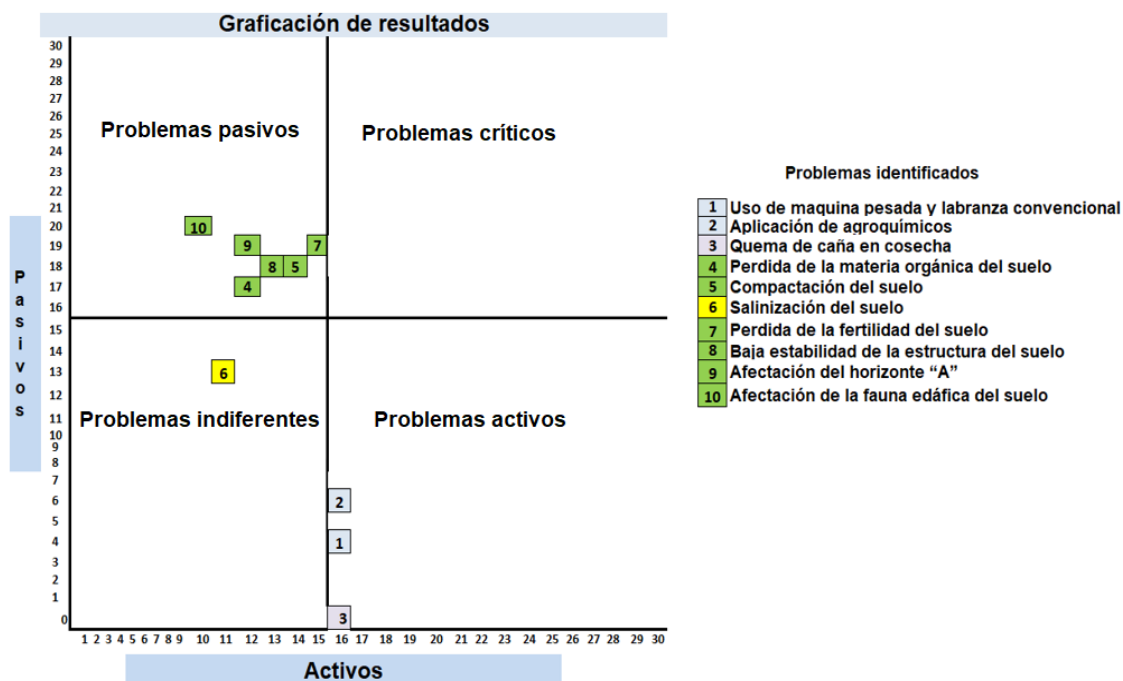 Graficación de resultados
30
29
28
27
26
25
24
23
22
21
20
19
18
17
16
15
14
13
12
11
10
9
8
7
6
5
4
3
2
1
0
Pasivos
Problemas pasivos
Problemas críticos
10
9
7
8 5
4
6
Problemas indiferentes
Problemas activos
2
1
3
1 2 3 4 5 6 7 8 9 10 11 12 13 14 15 16 17 18 19 20 21 22 23 24 25 26 27 28 29 30
Activos
Problemas identificados
1 Uso de maquina pesada y labranza convencional
2 Aplicación de agroquímicos
3 Quema de caña en cosecha
4 Perdida de la materia orgánica del suelo
5 Compactación del suelo
6 Salinización del suelo
7 Perdida de la fertilidad del suelo
8 Baja estabilidad de la estructura del suelo
9 Afectación del horizonte “A”
10 Afectación de la fauna edáfica del suelo